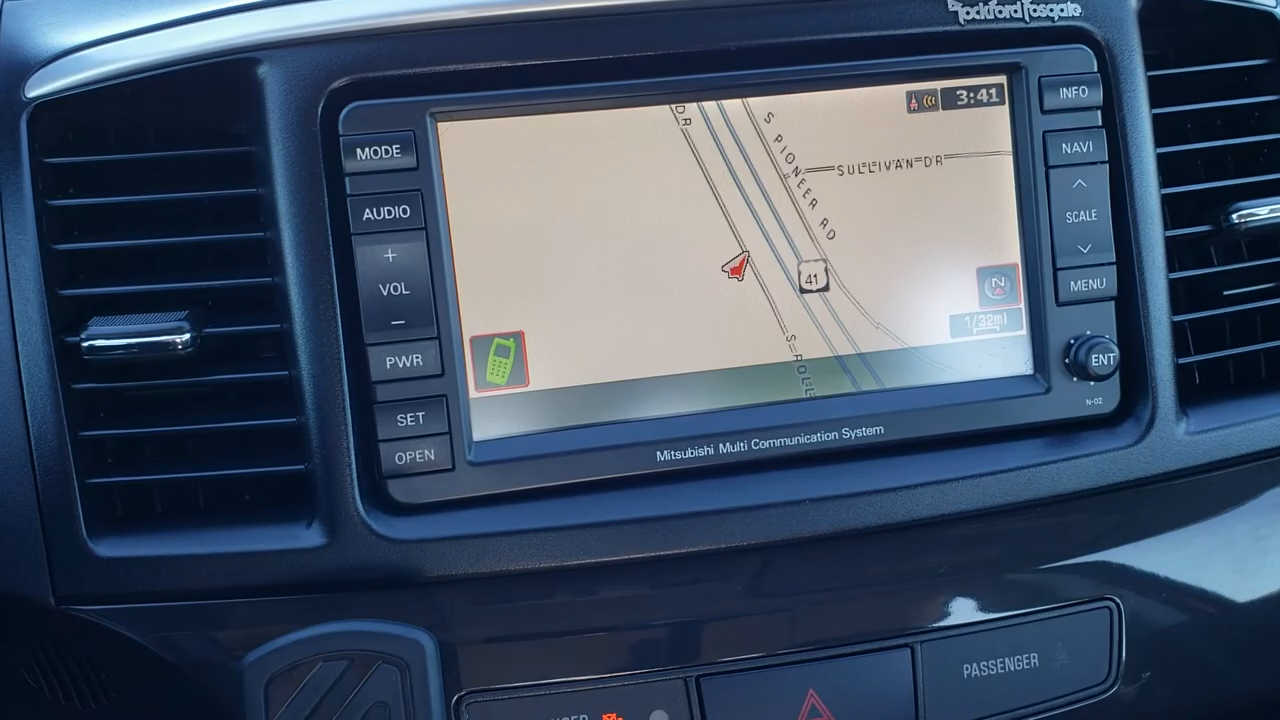 Rockford Fosgate
MODE
AUDIO
+
VOL
−
PWR
SET
OPEN
DR
S PIONEER RD
SULLIVAN DR
3:41
41
N
1/32mi
INFO
NAVI
SCALE
MENU
ENT
N-02
Mitsubishi Multi Communication System
PASSENGER